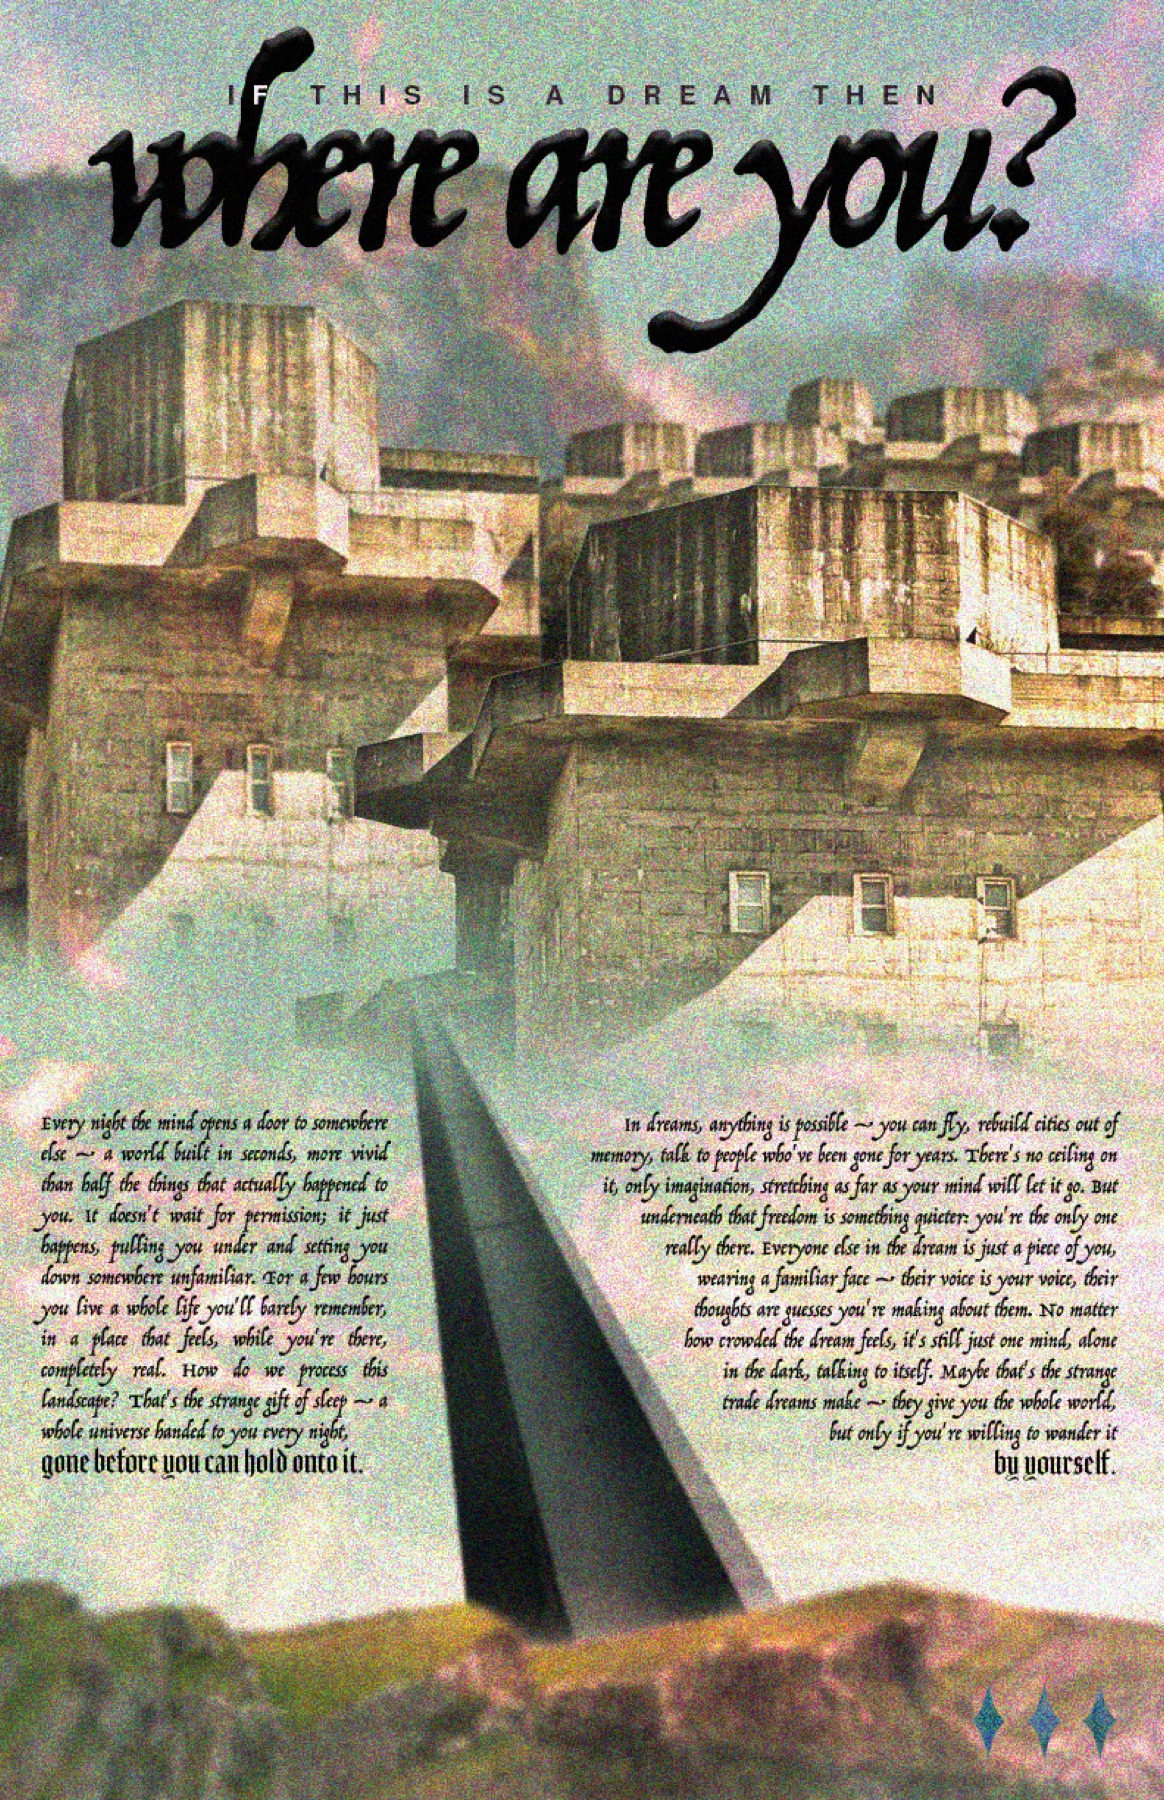 IF THIS IS A DREAM THEN
where are you?
Every night the mind opens a door to somewhere
else ~ a world built in seconds, more vivid
than half the things that actually happened to
you. It doesn't wait for permission; it just
happens, pulling you under and setting you
down somewhere unfamiliar. For a few hours
you live a whole life you'll barely remember,
in a place that feels, while you're there,
completely real. How do we process this
landscape? That's the strange gift of sleep ~ a
whole universe handed to you every night,
gone before you can hold onto it.
In dreams, anything is possible ~ you can fly, rebuild cities out of
memory, talk to people who've been gone for years. There's no ceiling on
it, only imagination, stretching as far as your mind will let it go. But
underneath that freedom is something quieter: you're the only one
really there. Everyone else in the dream is just a piece of you,
wearing a familiar face ~ their voice is your voice, their
thoughts are guesses you're making about them. No matter
how crowded the dream feels, it's still just one mind, alone
in the dark, talking to itself. Maybe that's the strange
trade dreams make ~ they give you the whole world,
but only if you're willing to wander it
by yourself.